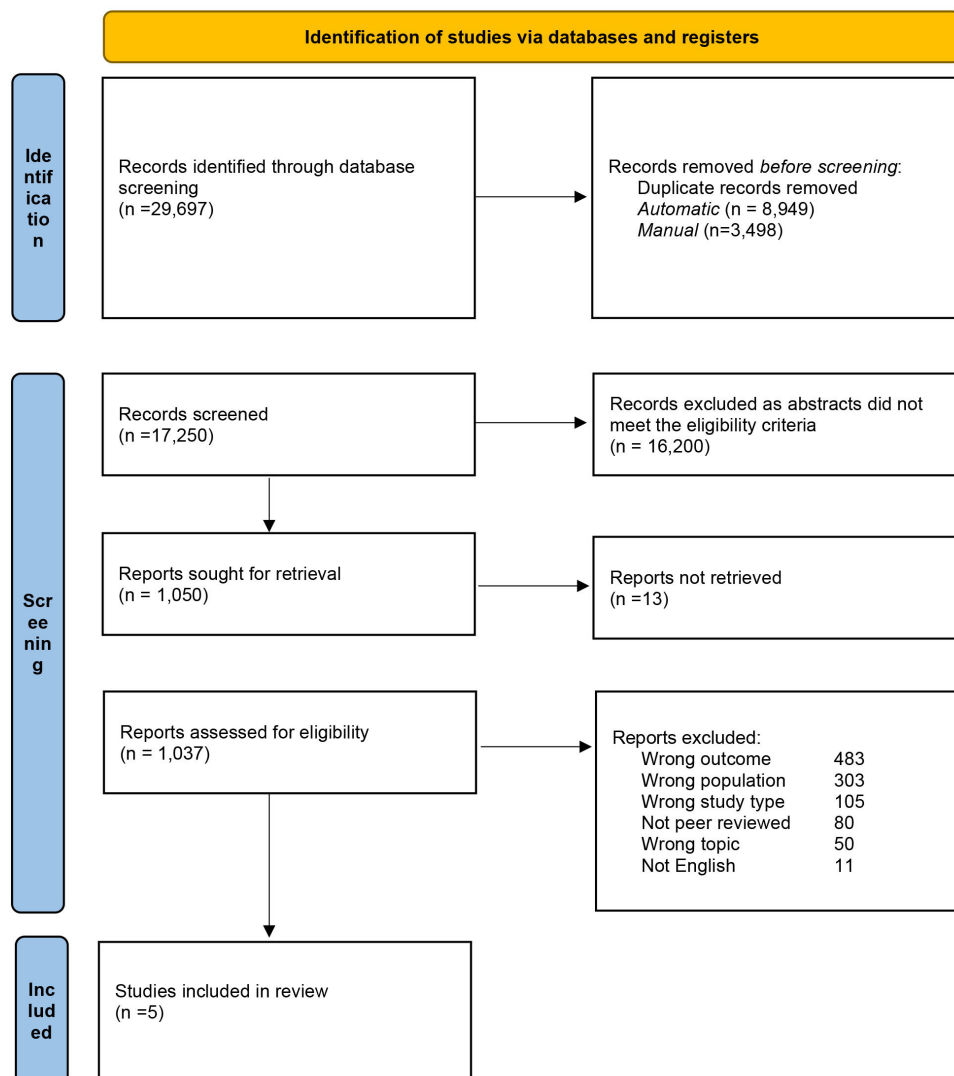 Identification of studies via databases and registers
Ide
ntif
ica
tio
n
Records identified through database
screening
(n =29,697)
Records removed before screening:
Duplicate records removed
Automatic (n = 8,949)
Manual (n=3,498)
Scr
ee
nin
g
Records screened
(n =17,250)
Records excluded as abstracts did not
meet the eligibility criteria
(n = 16,200)
Reports sought for retrieval
(n = 1,050)
Reports not retrieved
(n =13)
Reports assessed for eligibility
(n = 1,037)
Reports excluded:
Wrong outcome 483
Wrong population 303
Wrong study type 105
Not peer reviewed 80
Wrong topic 50
Not English 11
Inc
lud
ed
Studies included in review
(n =5)